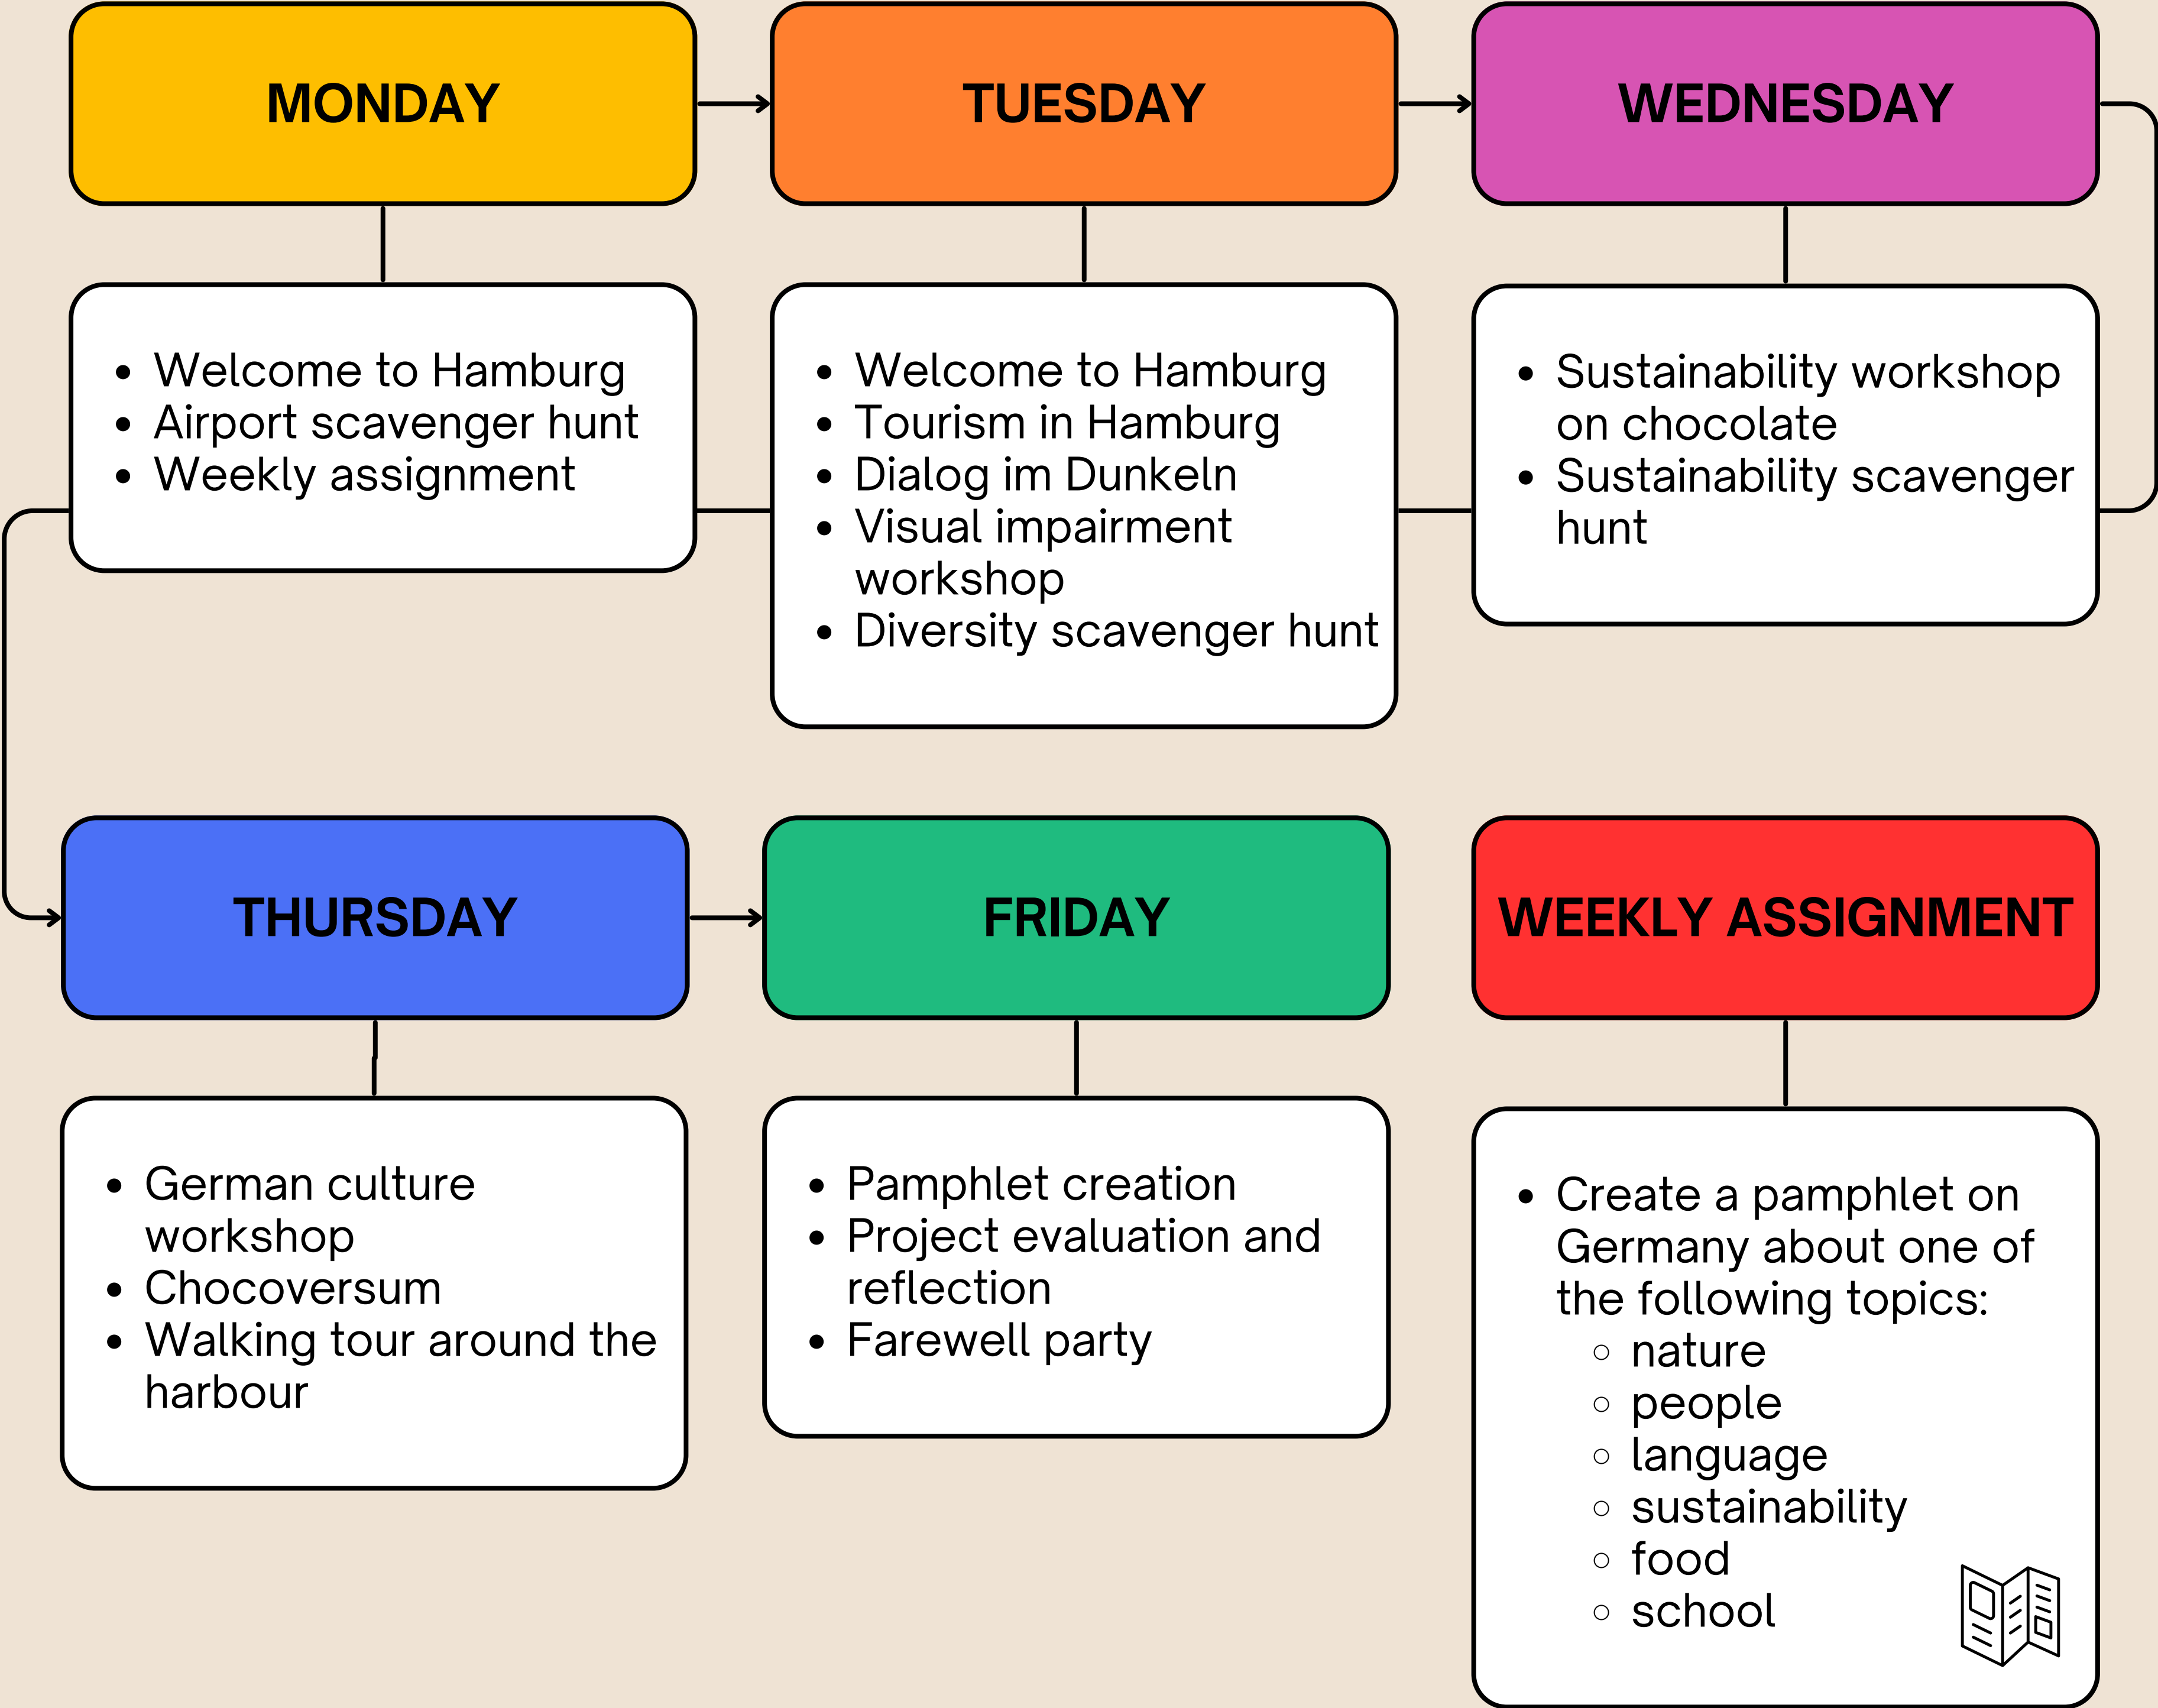 MONDAY
TUESDAY
WEDNESDAY
Welcome to Hamburg
Airport scavenger hunt
Weekly assignment
Welcome to Hamburg
Tourism in Hamburg
Dialog im Dunkeln
Visual impairment
workshop
Diversity scavenger hunt
Sustainability workshop
on chocolate
Sustainability scavenger
hunt
THURSDAY
FRIDAY
WEEKLY ASSIGNMENT
German culture
workshop
Chocoversum
Walking tour around the
harbour
Pamphlet creation
Project evaluation and
reflection
Farewell party
Create a pamphlet on
Germany about one of
the following topics:
nature
people
language
sustainability
food
school